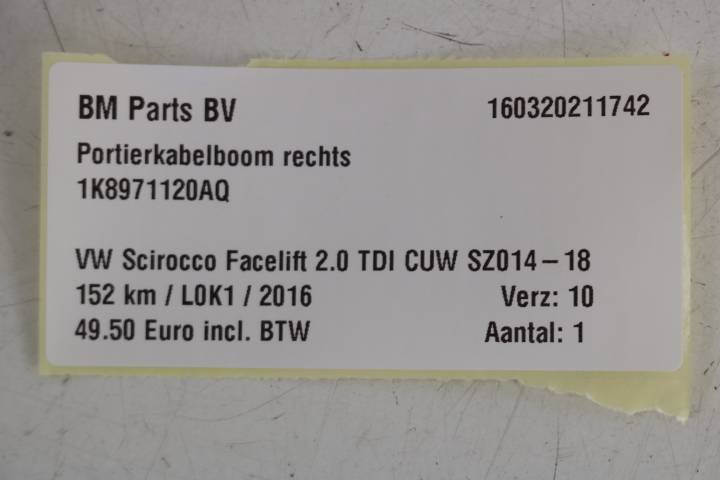 BM Parts BV 160320211742
Portierkabelboom rechts
1K8971120AQ
VW Scirocco Facelift 2.0 TDI CUW SZ014-18
152 km / L0K1 / 2016 Verz: 10
49.50 Euro incl. BTW Aantal: 1